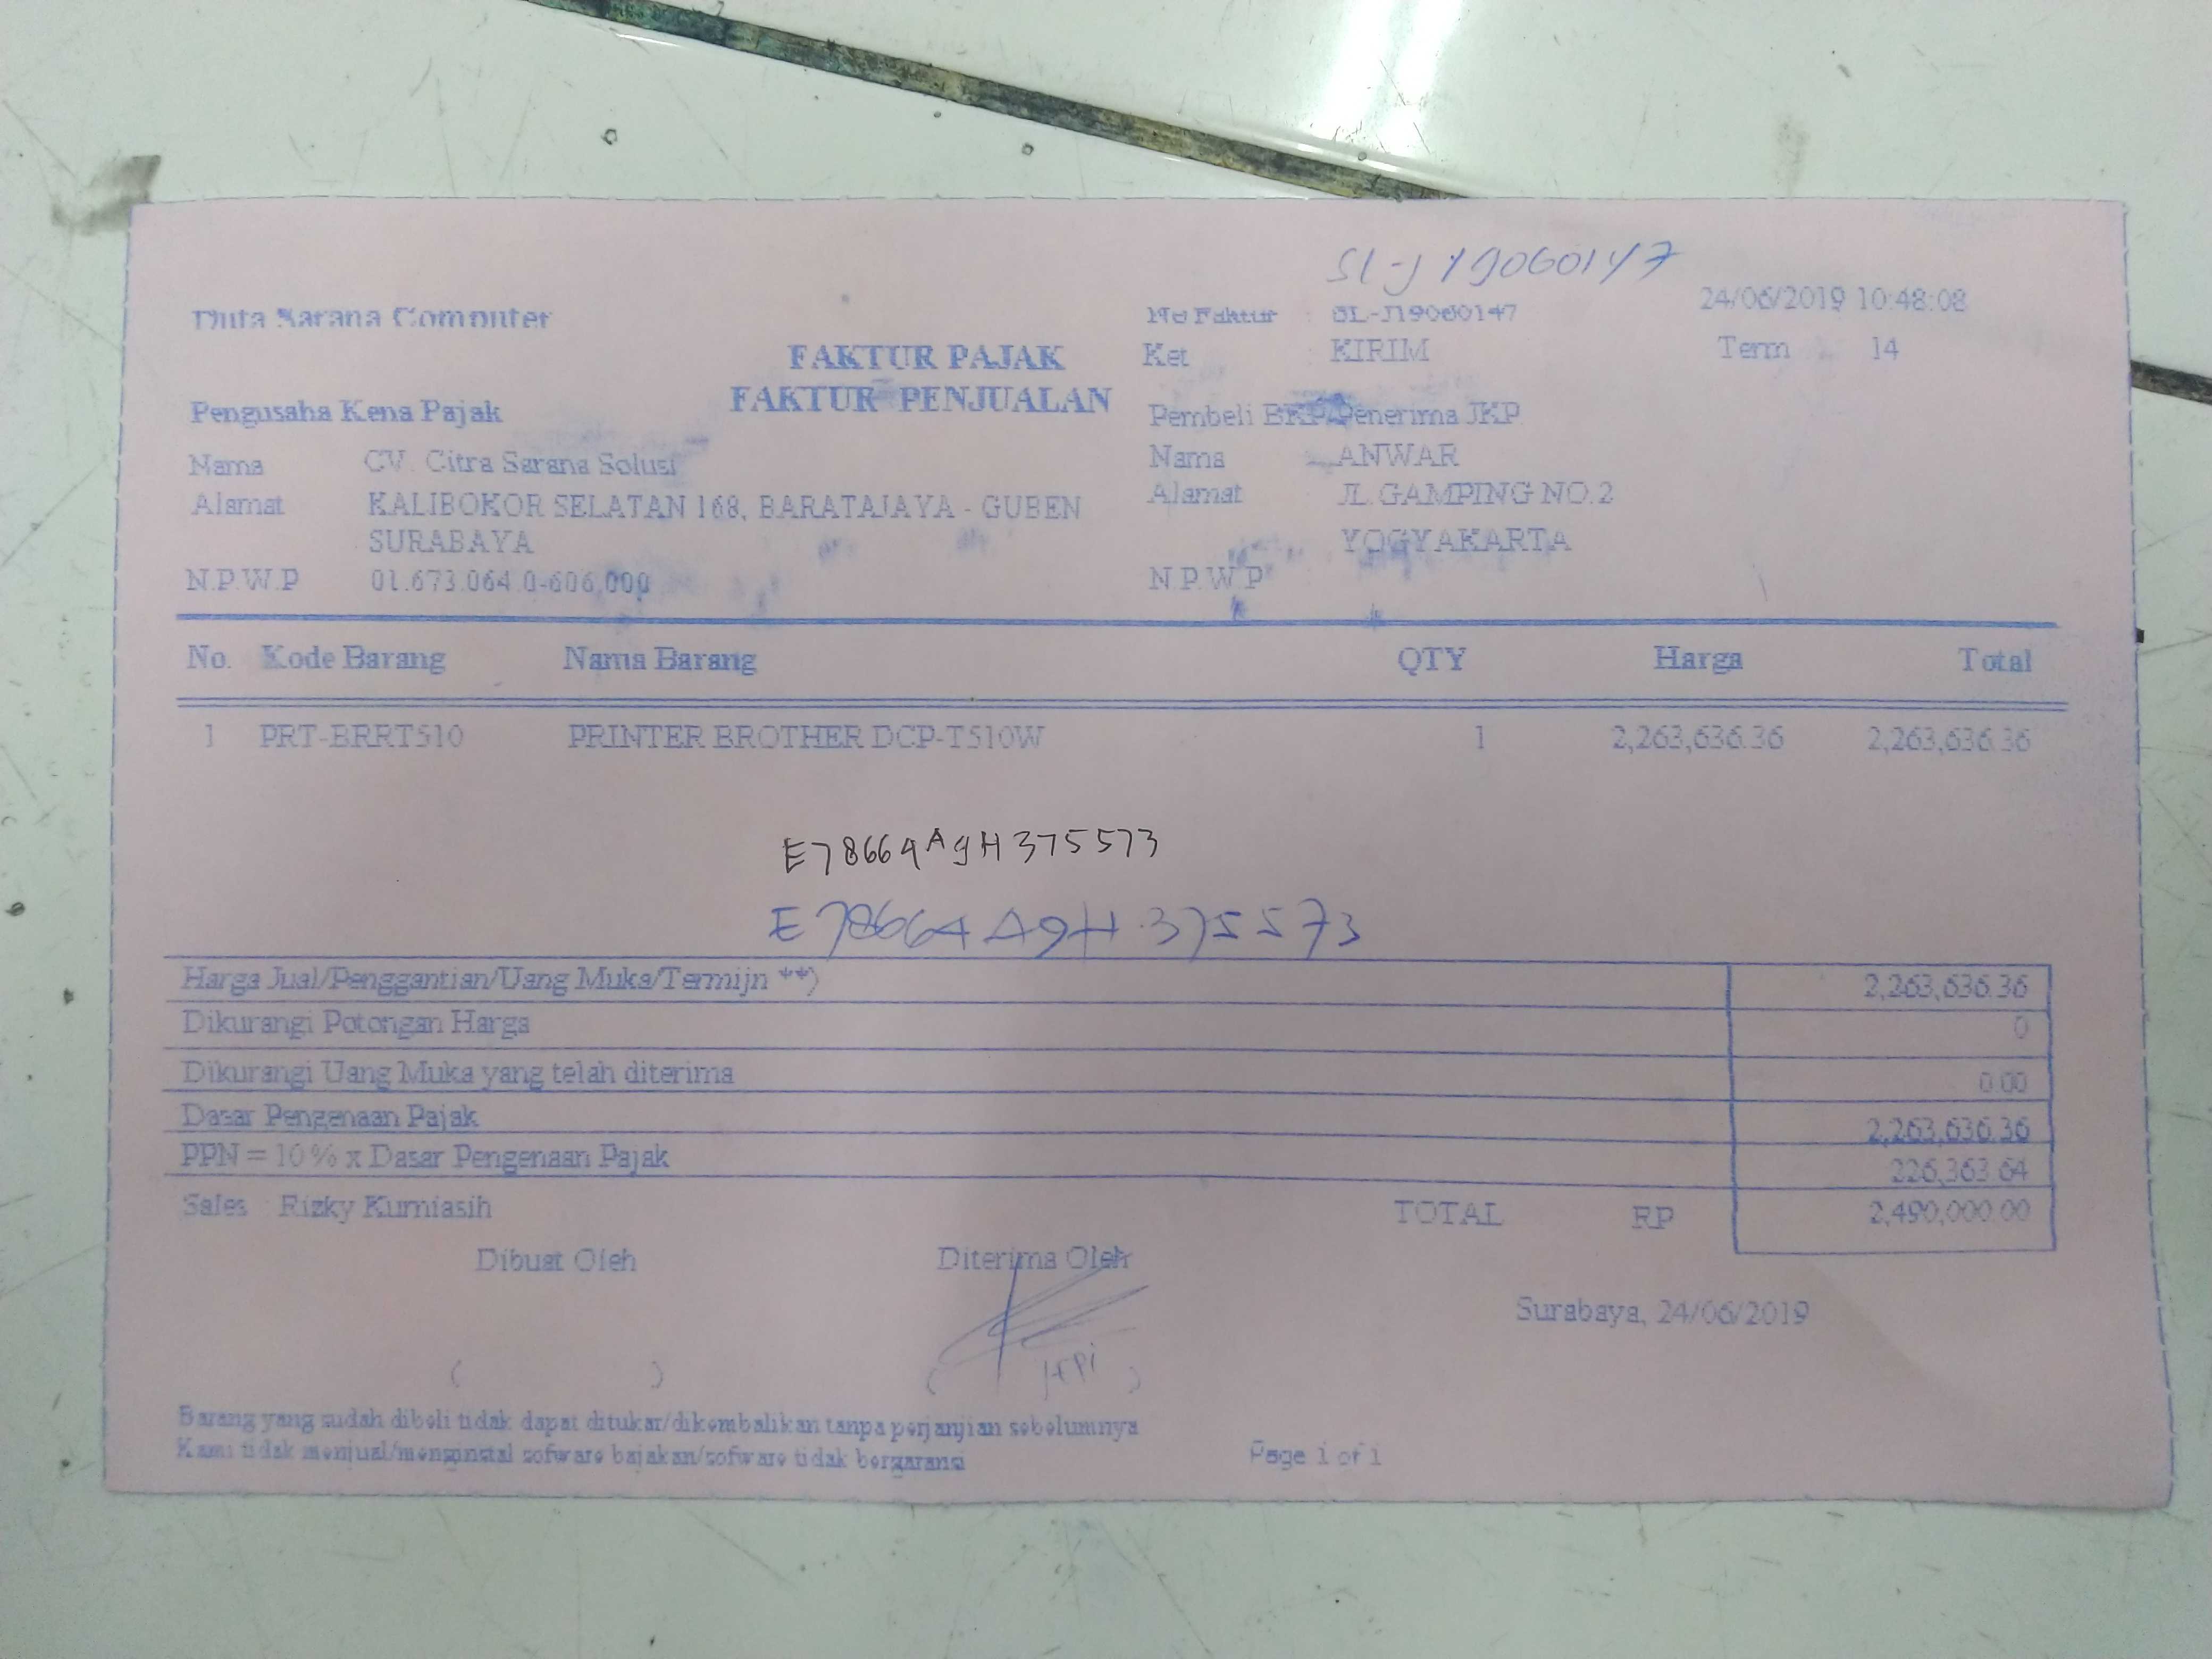 SL-J19060147
Duta Sarana Computer
No Faktur : SL-J19060147 24/06/2019 10:48:08
FAKTUR PAJAK Ket : KIRIM Term : 14
FAKTUR PENJUALAN
Pengusaha Kena Pajak Pembeli BKP/Penerima JKP
Nama CV. Citra Sarana Solusi Nama ANWAR
Alamat KALIBOKOR SELATAN 168, BARATAJAYA - GUBEN Alamat JL. GAMPING NO.2
SURABAYA YOGYAKARTA
N.P.W.P 01.673.064.0-606.000 N.P.W.P
No. Kode Barang Nama Barang QTY Harga Total
1 PRT-BRRT510 PRINTER BROTHER DCP-T510W 1 2,263,636.36 2,263,636.36
E78664A9H375573
E78664A9H375573
Harga Jual/Penggantian/Uang Muka/Termijn **) 2,263,636.36
Dikurangi Potongan Harga 0
Dikurangi Uang Muka yang telah diterima 0.00
Dasar Pengenaan Pajak 2,263,636.36
PPN = 10 % x Dasar Pengenaan Pajak 226,363.64
Sales : Rizky Kurniasih TOTAL RP 2,490,000.00
Dibuat Oleh Diterima Oleh
Surabaya, 24/06/2019
( ) ( )
Barang yang sudah dibeli tidak dapat ditukar/dikembalikan tanpa perjanjian sebelumnya
Kami tidak menjual/menginstal sofware bajakan/sofware tidak bergaransi Page 1 of 1